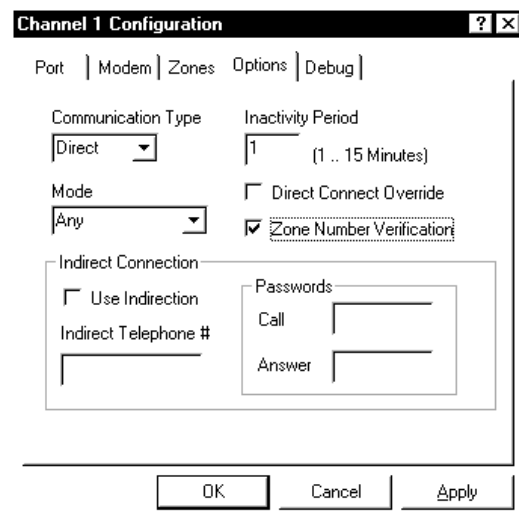 Channel 1 Configuration ? ×
Port Modem Zones Options Debug
Communication Type Inactivity Period
Direct 1 (1 .. 15 Minutes)
Mode Direct Connect Override
Any Zone Number Verification
Indirect Connection
Use Indirection Passwords
Call
Indirect Telephone #
Answer
OK Cancel Apply